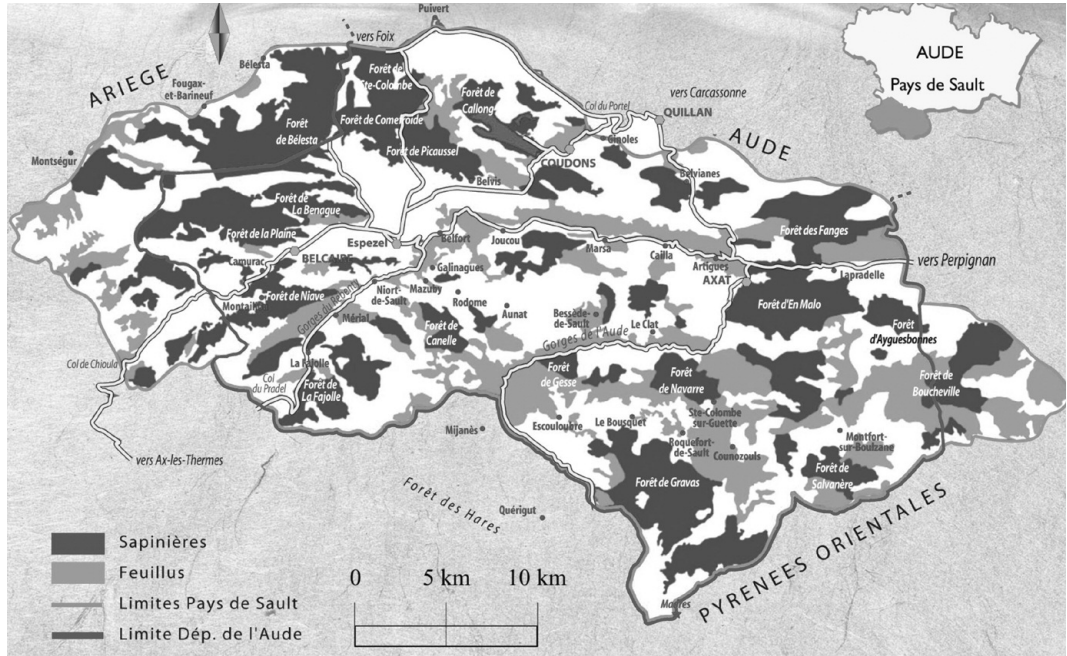 Puivert
vers Foix
AUDE
Pays de Sault
Bélesta
ARIEGE
Fougax-
et-Barineuf
Forêt de
Ste-Colombe
Forêt de
Callong
vers Carcassonne
Col du Portel
QUILLAN
Forêt
de Bélesta
Forêt de Comefroide
Forêt de Picaussel
Ginoles
AUDE
Montségur
COUDONS
Belvis
Belvianes
Forêt de
La Benague
Forêt de la Plaine
Espezel
Belfort
Joucou
Marsa
Cailla
Forêt des Fanges
Camurac
BELCAIRE
Galinagues
Artigues
AXAT
Lapradelle
vers Perpignan
Montaillou
Forêt de Niave
Niort-
de-Sault
Mazuby
Rodome
Aunat
Bessède-
de-Sault
Le Clat
Forêt d'En Malo
Gorges du Rebenty
Mérial
Forêt de
Canelle
Gorges de l'Aude
Forêt
d'Ayguesbonnes
Col de Chioula
La Fajolle
Col
du Pradel
Forêt de
La Fajolle
Forêt
de Gesse
Forêt
de Navarre
Forêt de
Boucheville
Mijanès
Escouloubre
Le Bousquet
Ste-Colombe
sur-Guette
Roquefort-
de-Sault
Counozouls
Montfort-
sur-Boulzane
vers Ax-les-Thermes
Forêt des Hares
Quérigut
Forêt de Gravas
Forêt de
Salvanère
PYRENEES ORIENTALES
Madres
Sapinières
Feuillus
Limites Pays de Sault
Limite Dép. de l'Aude
0 5 km 10 km